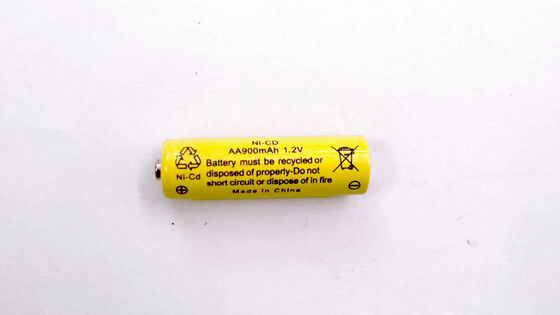 NI-CD
AA900mAh 1.2V
Battery must be recycled or
disposed of properly-Do not
short circuit or dispose of in fire
Made in China
Ni-Cd